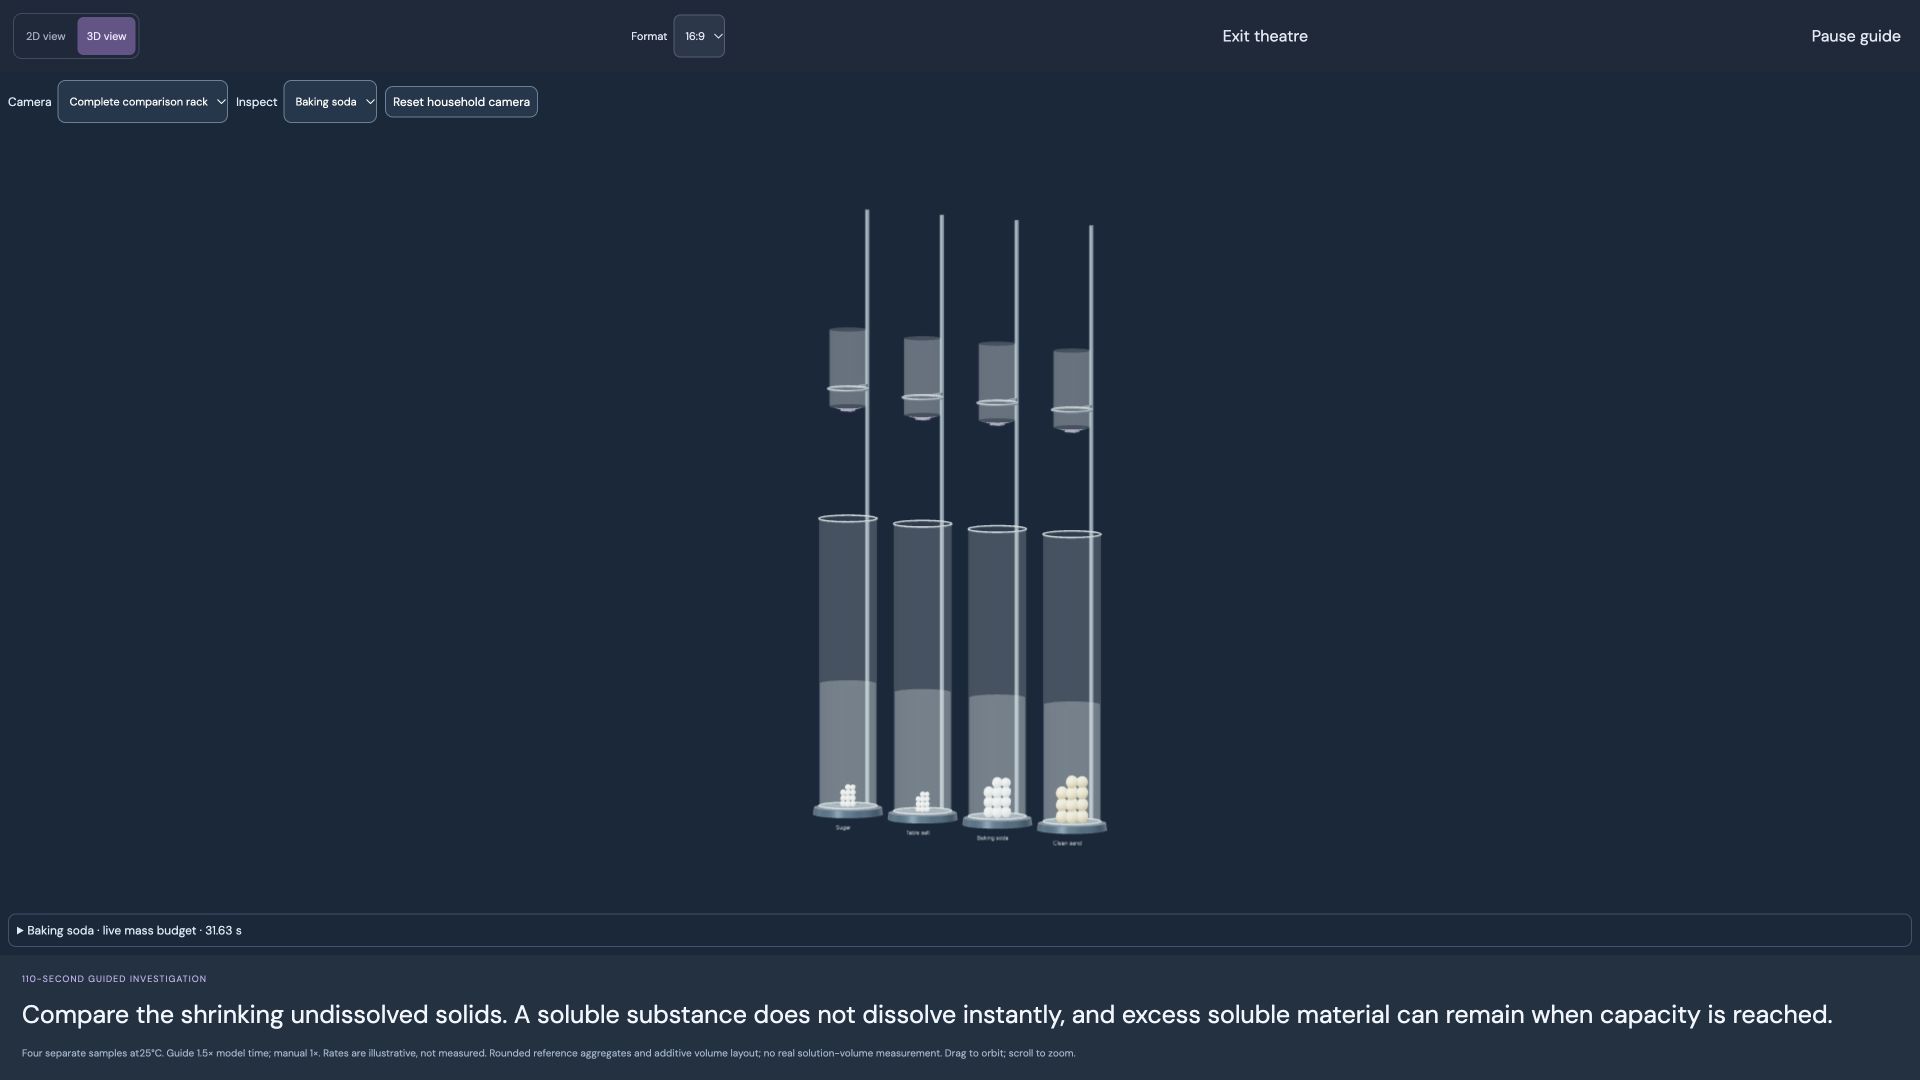 2D view
3D view
Format
16:9
Exit theatre
Pause guide
Camera
Complete comparison rack
Inspect
Baking soda
Reset household camera
Sugar
Table salt
Baking soda
Clean sand
Baking soda · live mass budget · 31.63 s
110-SECOND GUIDED INVESTIGATION
Compare the shrinking undissolved solids. A soluble substance does not dissolve instantly, and excess soluble material can remain when capacity is reached.
Four separate samples at25°C. Guide 1.5× model time; manual 1×. Rates are illustrative, not measured. Rounded reference aggregates and additive volume layout; no real solution-volume measurement. Drag to orbit; scroll to zoom.